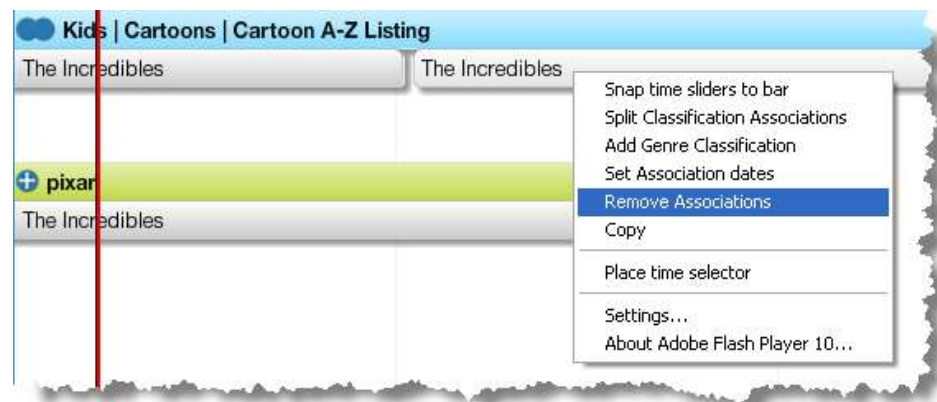 Kids | Cartoons | Cartoon A-Z Listing
The Incredibles
The Incredibles
Snap time sliders to bar
Split Classification Associations
Add Genre Classification
Set Association dates
Remove Associations
Copy
Place time selector
Settings...
About Adobe Flash Player 10...
pixar
The Incredibles